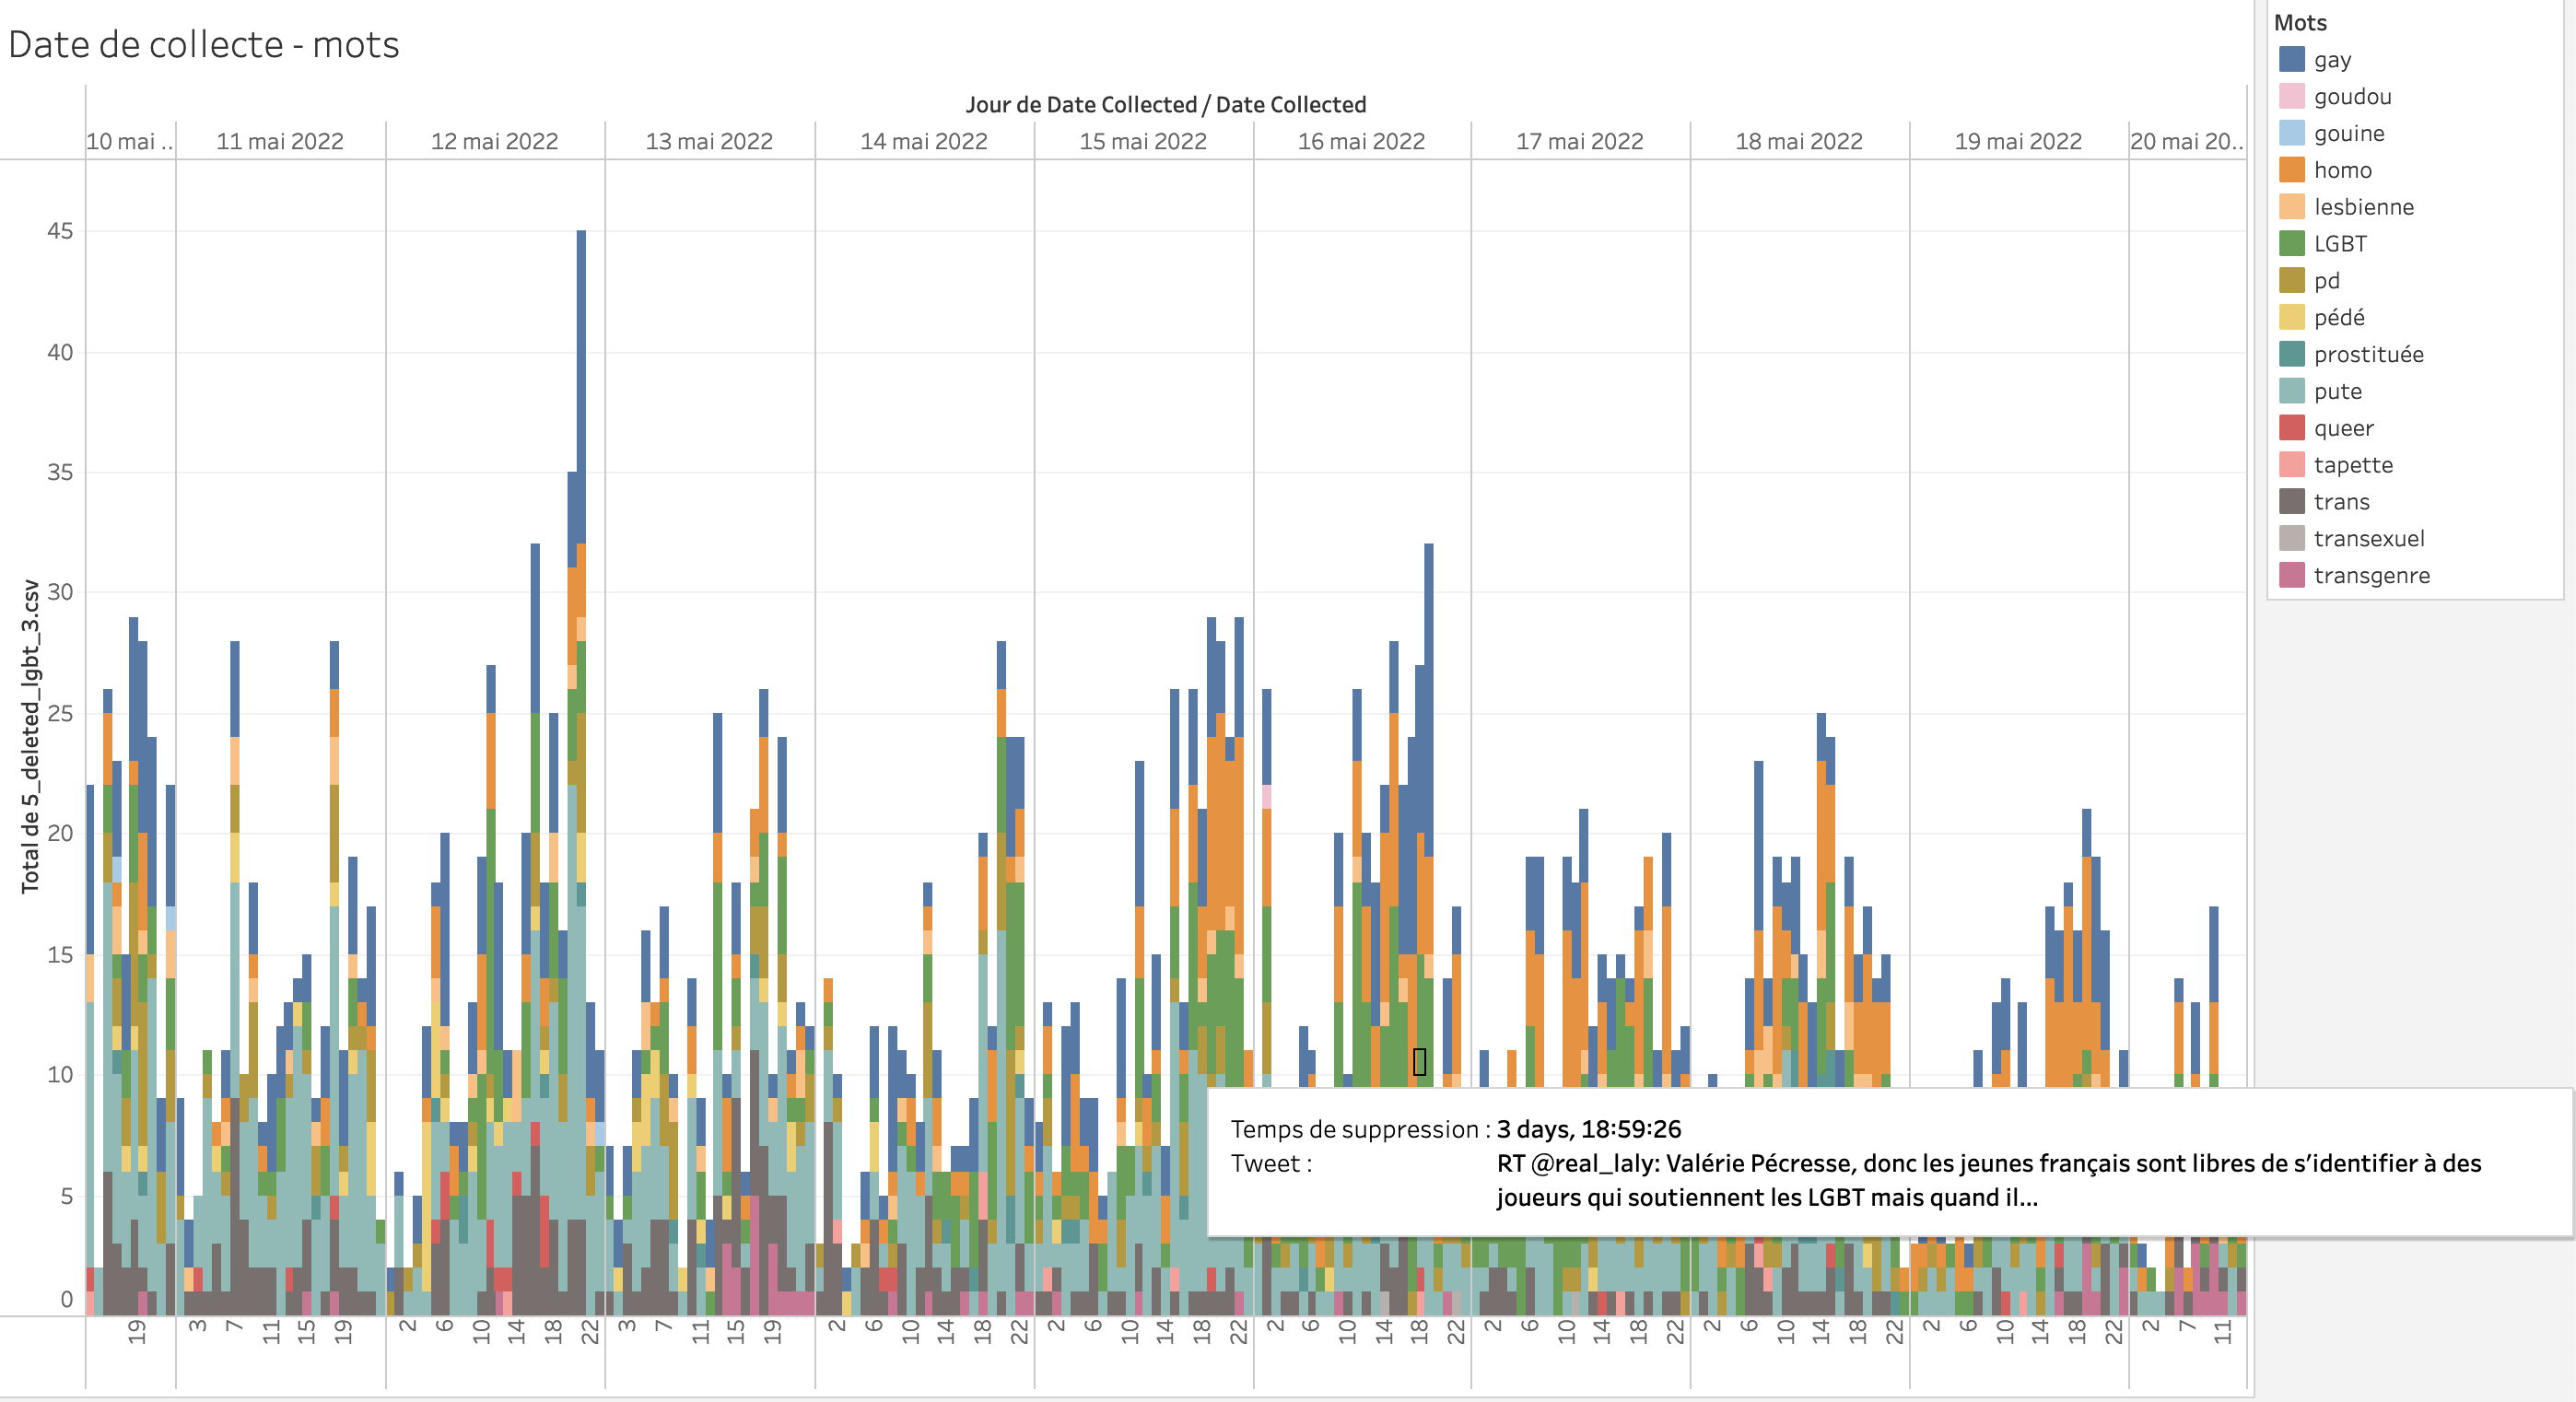 Date de collecte - mots
Jour de Date Collected / Date Collected
10 mai ..
11 mai 2022
12 mai 2022
13 mai 2022
14 mai 2022
15 mai 2022
16 mai 2022
17 mai 2022
18 mai 2022
19 mai 2022
20 mai 20..
Total de 5_deleted_lgbt_3.csv
45
40
35
30
25
20
15
10
5
0
19
3 7 11 15 19
2 6 10 14 18 22
3 7 11 15 19
2 6 10 14 18 22
2 6 10 14 18 22
2 6 10 14 18 22
2 6 10 14 18 22
2 6 10 14 18 22
2 6 10 14 18 22
2 7 11
Temps de suppression : 3 days, 18:59:26
Tweet : RT @real_laly: Valérie Pécresse, donc les jeunes français sont libres de s’identifier à des
joueurs qui soutiennent les LGBT mais quand il…
Mots
gay
goudou
gouine
homo
lesbienne
LGBT
pd
pédé
prostituée
pute
queer
tapette
trans
transexuel
transgenre